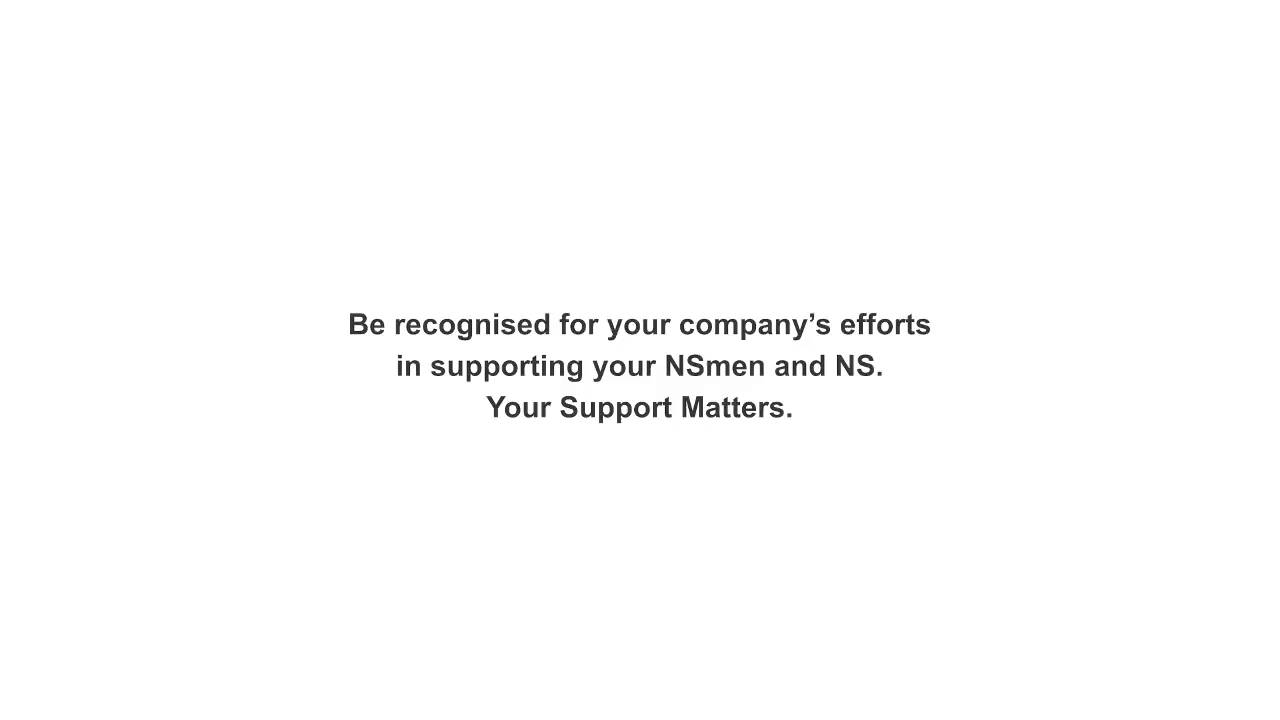 Be recognised for your company’s efforts
in supporting your NSmen and NS.
Your Support Matters.